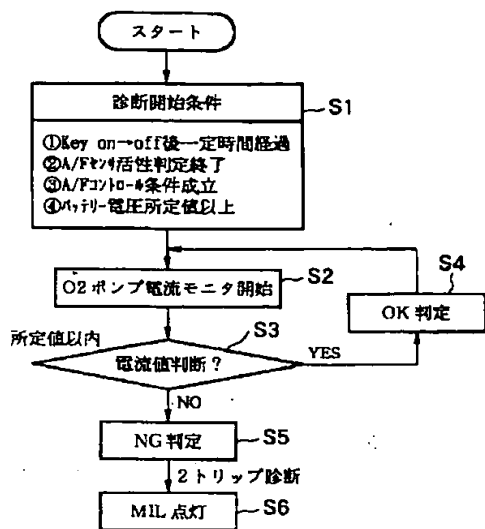 スタート
診断開始条件
S1
①Key on→off後一定時間経過
②A/Fセンサ活性判定終了
③A/Fコントロール条件成立
④バッテリー電圧所定値以上
S4
O2ポンプ電流モニタ開始
S2
OK判定
所定値以内
S3
電流値判断?
YES
NO
NG判定
S5
2トリップ診断
MIL点灯
S6